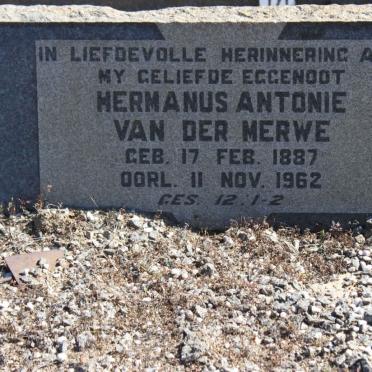 IN LIEFDEVOLLE HERINNERING A
MY GELIEFDE EGGENOOT
HERMANUS ANTONIE
VAN DER MERWE
GEB. 17 FEB. 1887
OORL. 11 NOV. 1962
GES. 12. 1-2